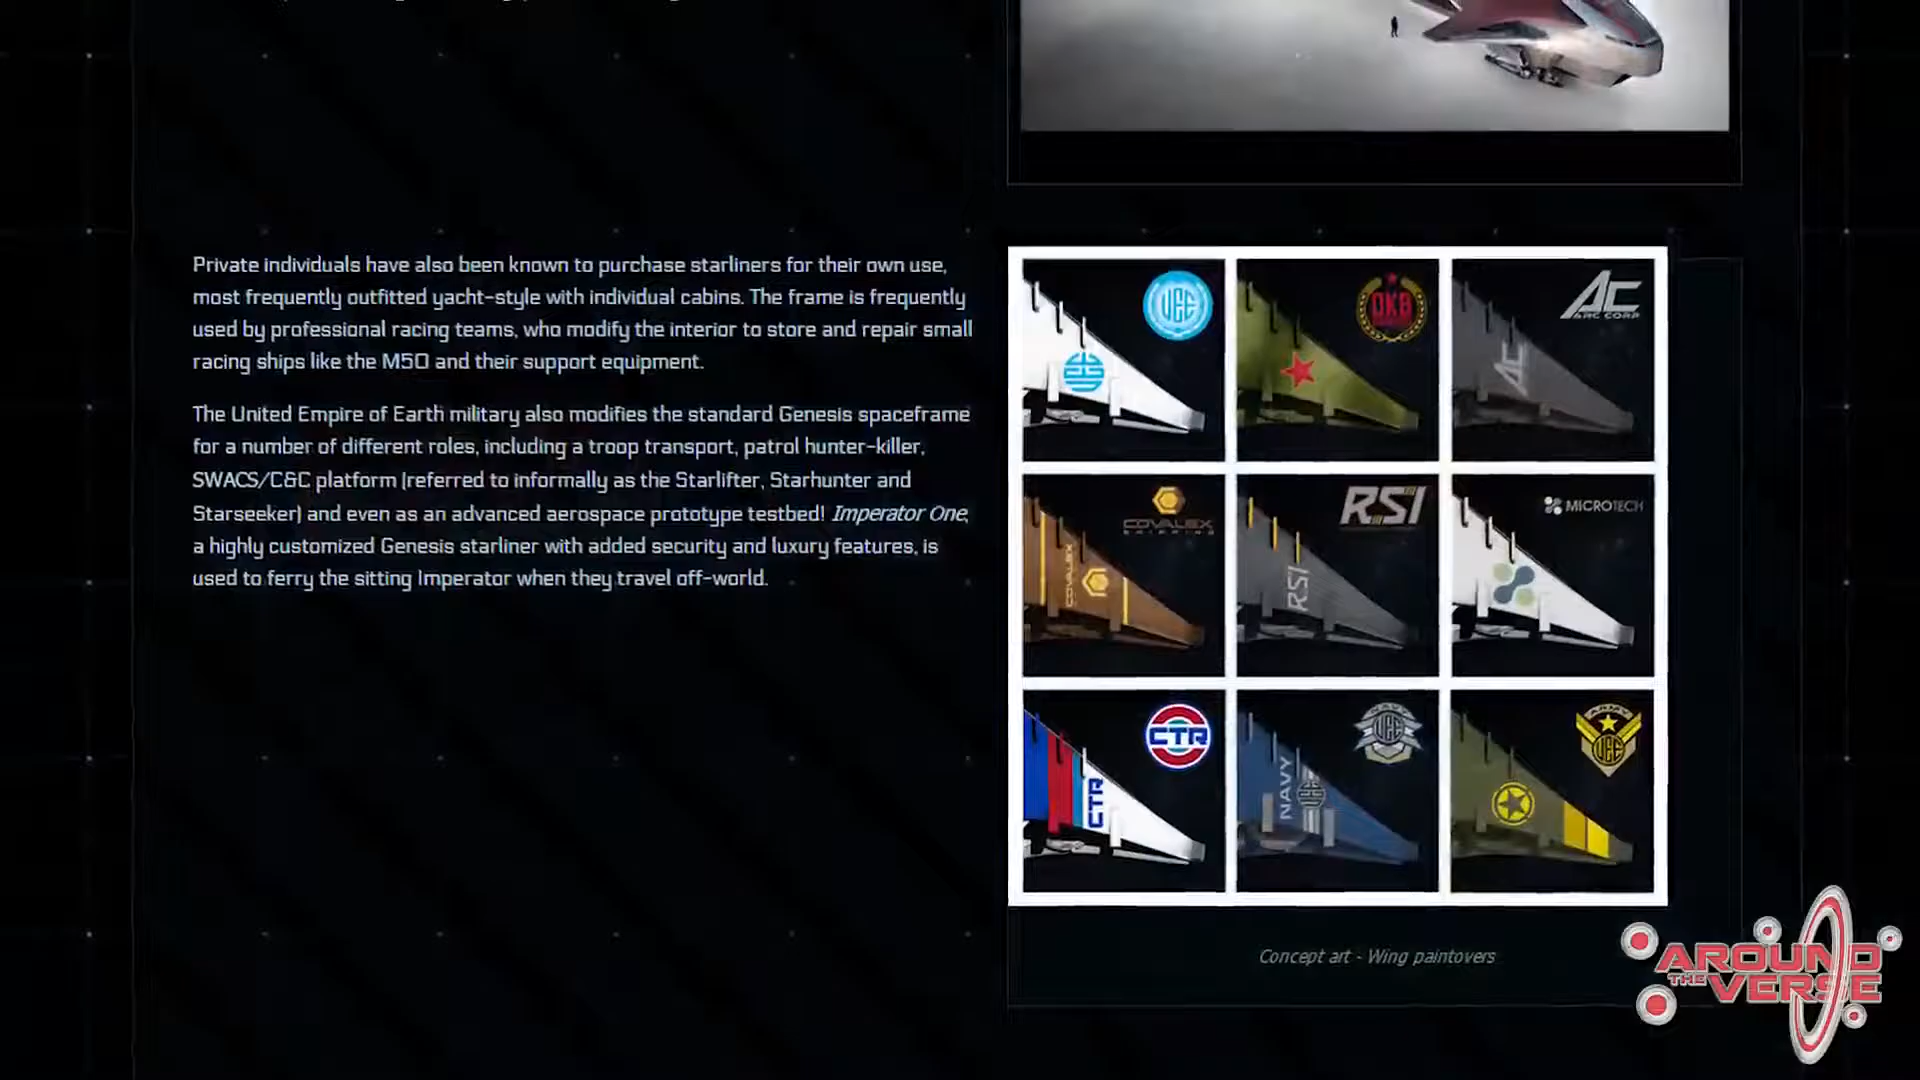 Private individuals have also been known to purchase starliners for their own use,
most frequently outfitted yacht-style with individual cabins. The frame is frequently
used by professional racing teams, who modify the interior to store and repair small
racing ships like the M50 and their support equipment.
The United Empire of Earth military also modifies the standard Genesis spaceframe
for a number of different roles, including a troop transport, patrol hunter-killer,
SWACS/C&C platform (referred to informally as the Starlifter, Starhunter and
Starseeker) and even as an advanced aerospace prototype testbed! Imperator One,
a highly customized Genesis starliner with added security and luxury features, is
used to ferry the sitting Imperator when they travel off-world.
UEE
OKB
AC
ARC CORP
AC
COVALEX
SHIPPING
COVALEX
RSI
RSI
MICROTECH
CTR
CTR
NAVY
UEE
NAVY
UEE
ARMY
UEE
Concept art - Wing paintovers
AROUND
THE VERSE